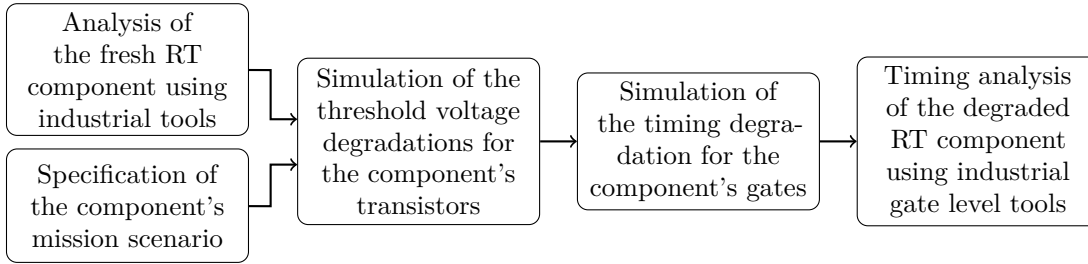 Analysis of
the fresh RT
component using
industrial tools
Specification of
the component's
mission scenario
Simulation of the
threshold voltage
degradations for
the component's
transistors
Simulation of
the timing degra-
dation for the
component's gates
Timing analysis
of the degraded
RT component
using industrial
gate level tools